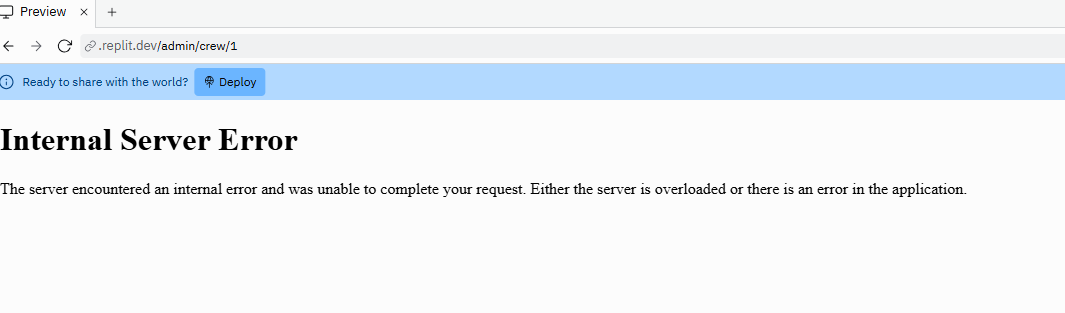 Preview
.replit.dev/admin/crew/1
Ready to share with the world? Deploy
Internal Server Error
The server encountered an internal error and was unable to complete your request. Either the server is overloaded or there is an error in the application.